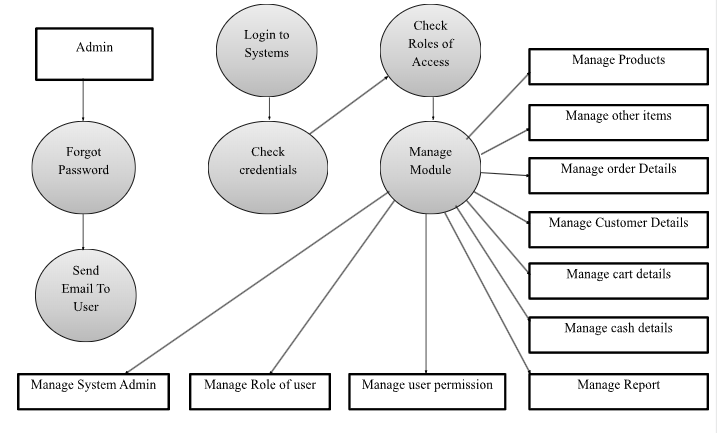 Admin
Login to
Systems
Check
Roles of
Access
Manage Products
Manage other items
Forgot
Password
Check
credentials
Manage
Module
Manage order Details
Manage Customer Details
Send
Email To
User
Manage cart details
Manage cash details
Manage System Admin
Manage Role of user
Manage user permission
Manage Report